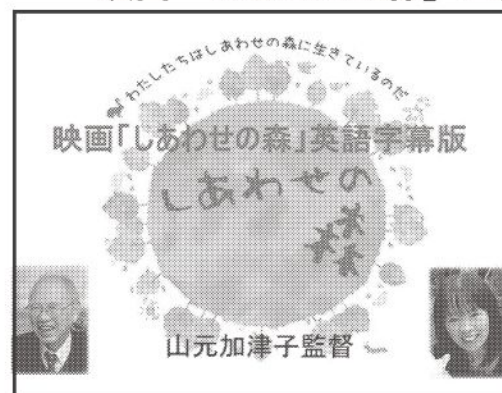 わたしたちはしあわせの森に生きているのだ
映画「しあわせの森」英語字幕版
しあわせの
森
山元加津子監督